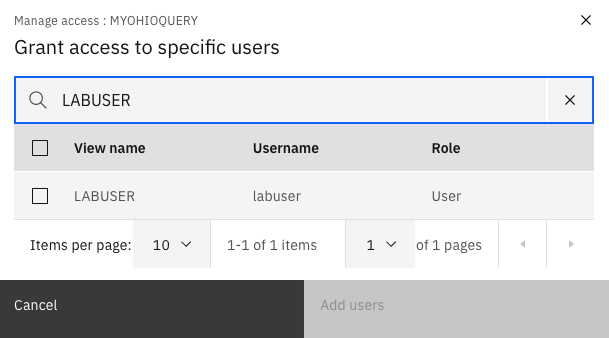 Manage access : MYOHIOQUERY
Grant access to specific users
LABUSER
View name Username Role
LABUSER labuser User
Items per page: 10 1-1 of 1 items 1 of 1 pages
Cancel Add users